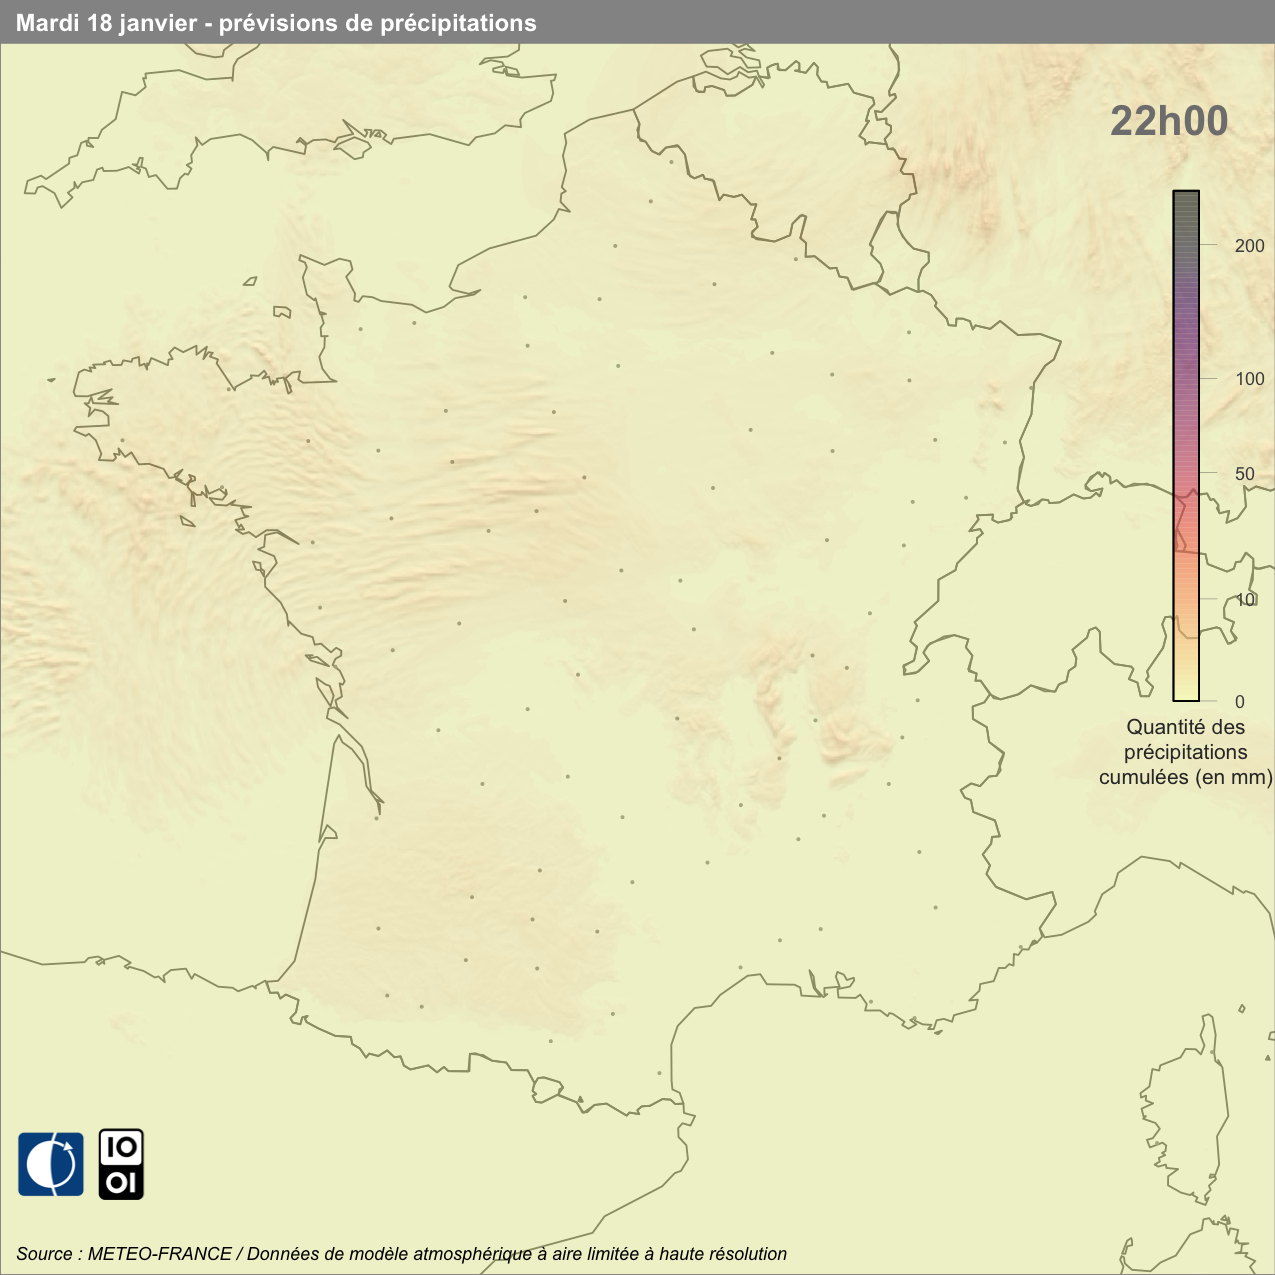 Mardi 18 janvier - prévisions de précipitations
22h00
200
100
50
10
0
Quantité des
précipitations
cumulées (en mm)
IO
OI
Source : METEO-FRANCE / Données de modèle atmosphérique à aire limitée à haute résolution